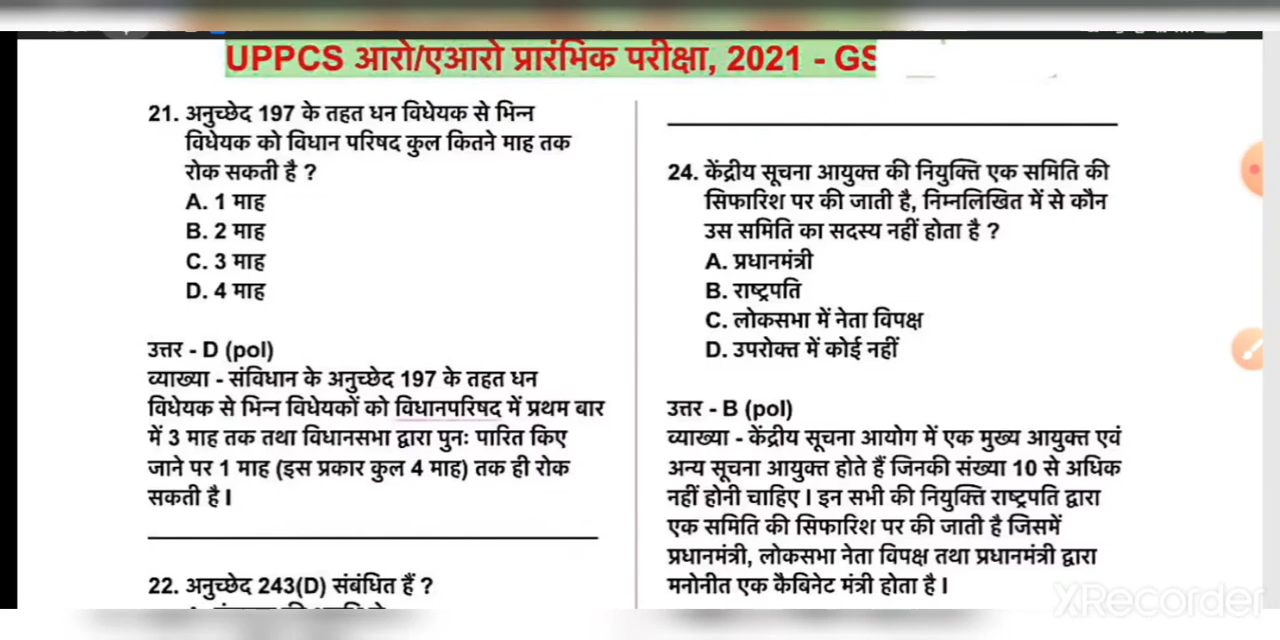 UPPCS आरो/एआरो प्रारंभिक परीक्षा, 2021 - GS
21. अनुच्छेद 197 के तहत धन विधेयक से भिन्न
विधेयक को विधान परिषद कुल कितने माह तक
रोक सकती है ?
A. 1 माह
B. 2 माह
C. 3 माह
D. 4 माह
उत्तर - D (pol)
व्याख्या - संविधान के अनुच्छेद 197 के तहत धन
विधेयक से भिन्न विधेयकों को विधानपरिषद में प्रथम बार
में 3 माह तक तथा विधानसभा द्वारा पुनः पारित किए
जाने पर 1 माह (इस प्रकार कुल 4 माह) तक ही रोक
सकती है।
22. अनुच्छेद 243(D) संबंधित हैं ?
24. केंद्रीय सूचना आयुक्त की नियुक्ति एक समिति की
सिफारिश पर की जाती है, निम्नलिखित में से कौन
उस समिति का सदस्य नहीं होता है ?
A. प्रधानमंत्री
B. राष्ट्रपति
C. लोकसभा में नेता विपक्ष
D. उपरोक्त में कोई नहीं
उत्तर - B (pol)
व्याख्या - केंद्रीय सूचना आयोग में एक मुख्य आयुक्त एवं
अन्य सूचना आयुक्त होते हैं जिनकी संख्या 10 से अधिक
नहीं होनी चाहिए। इन सभी की नियुक्ति राष्ट्रपति द्वारा
एक समिति की सिफारिश पर की जाती है जिसमें
प्रधानमंत्री, लोकसभा नेता विपक्ष तथा प्रधानमंत्री द्वारा
मनोनीत एक कैबिनेट मंत्री होता है।
XRecorder